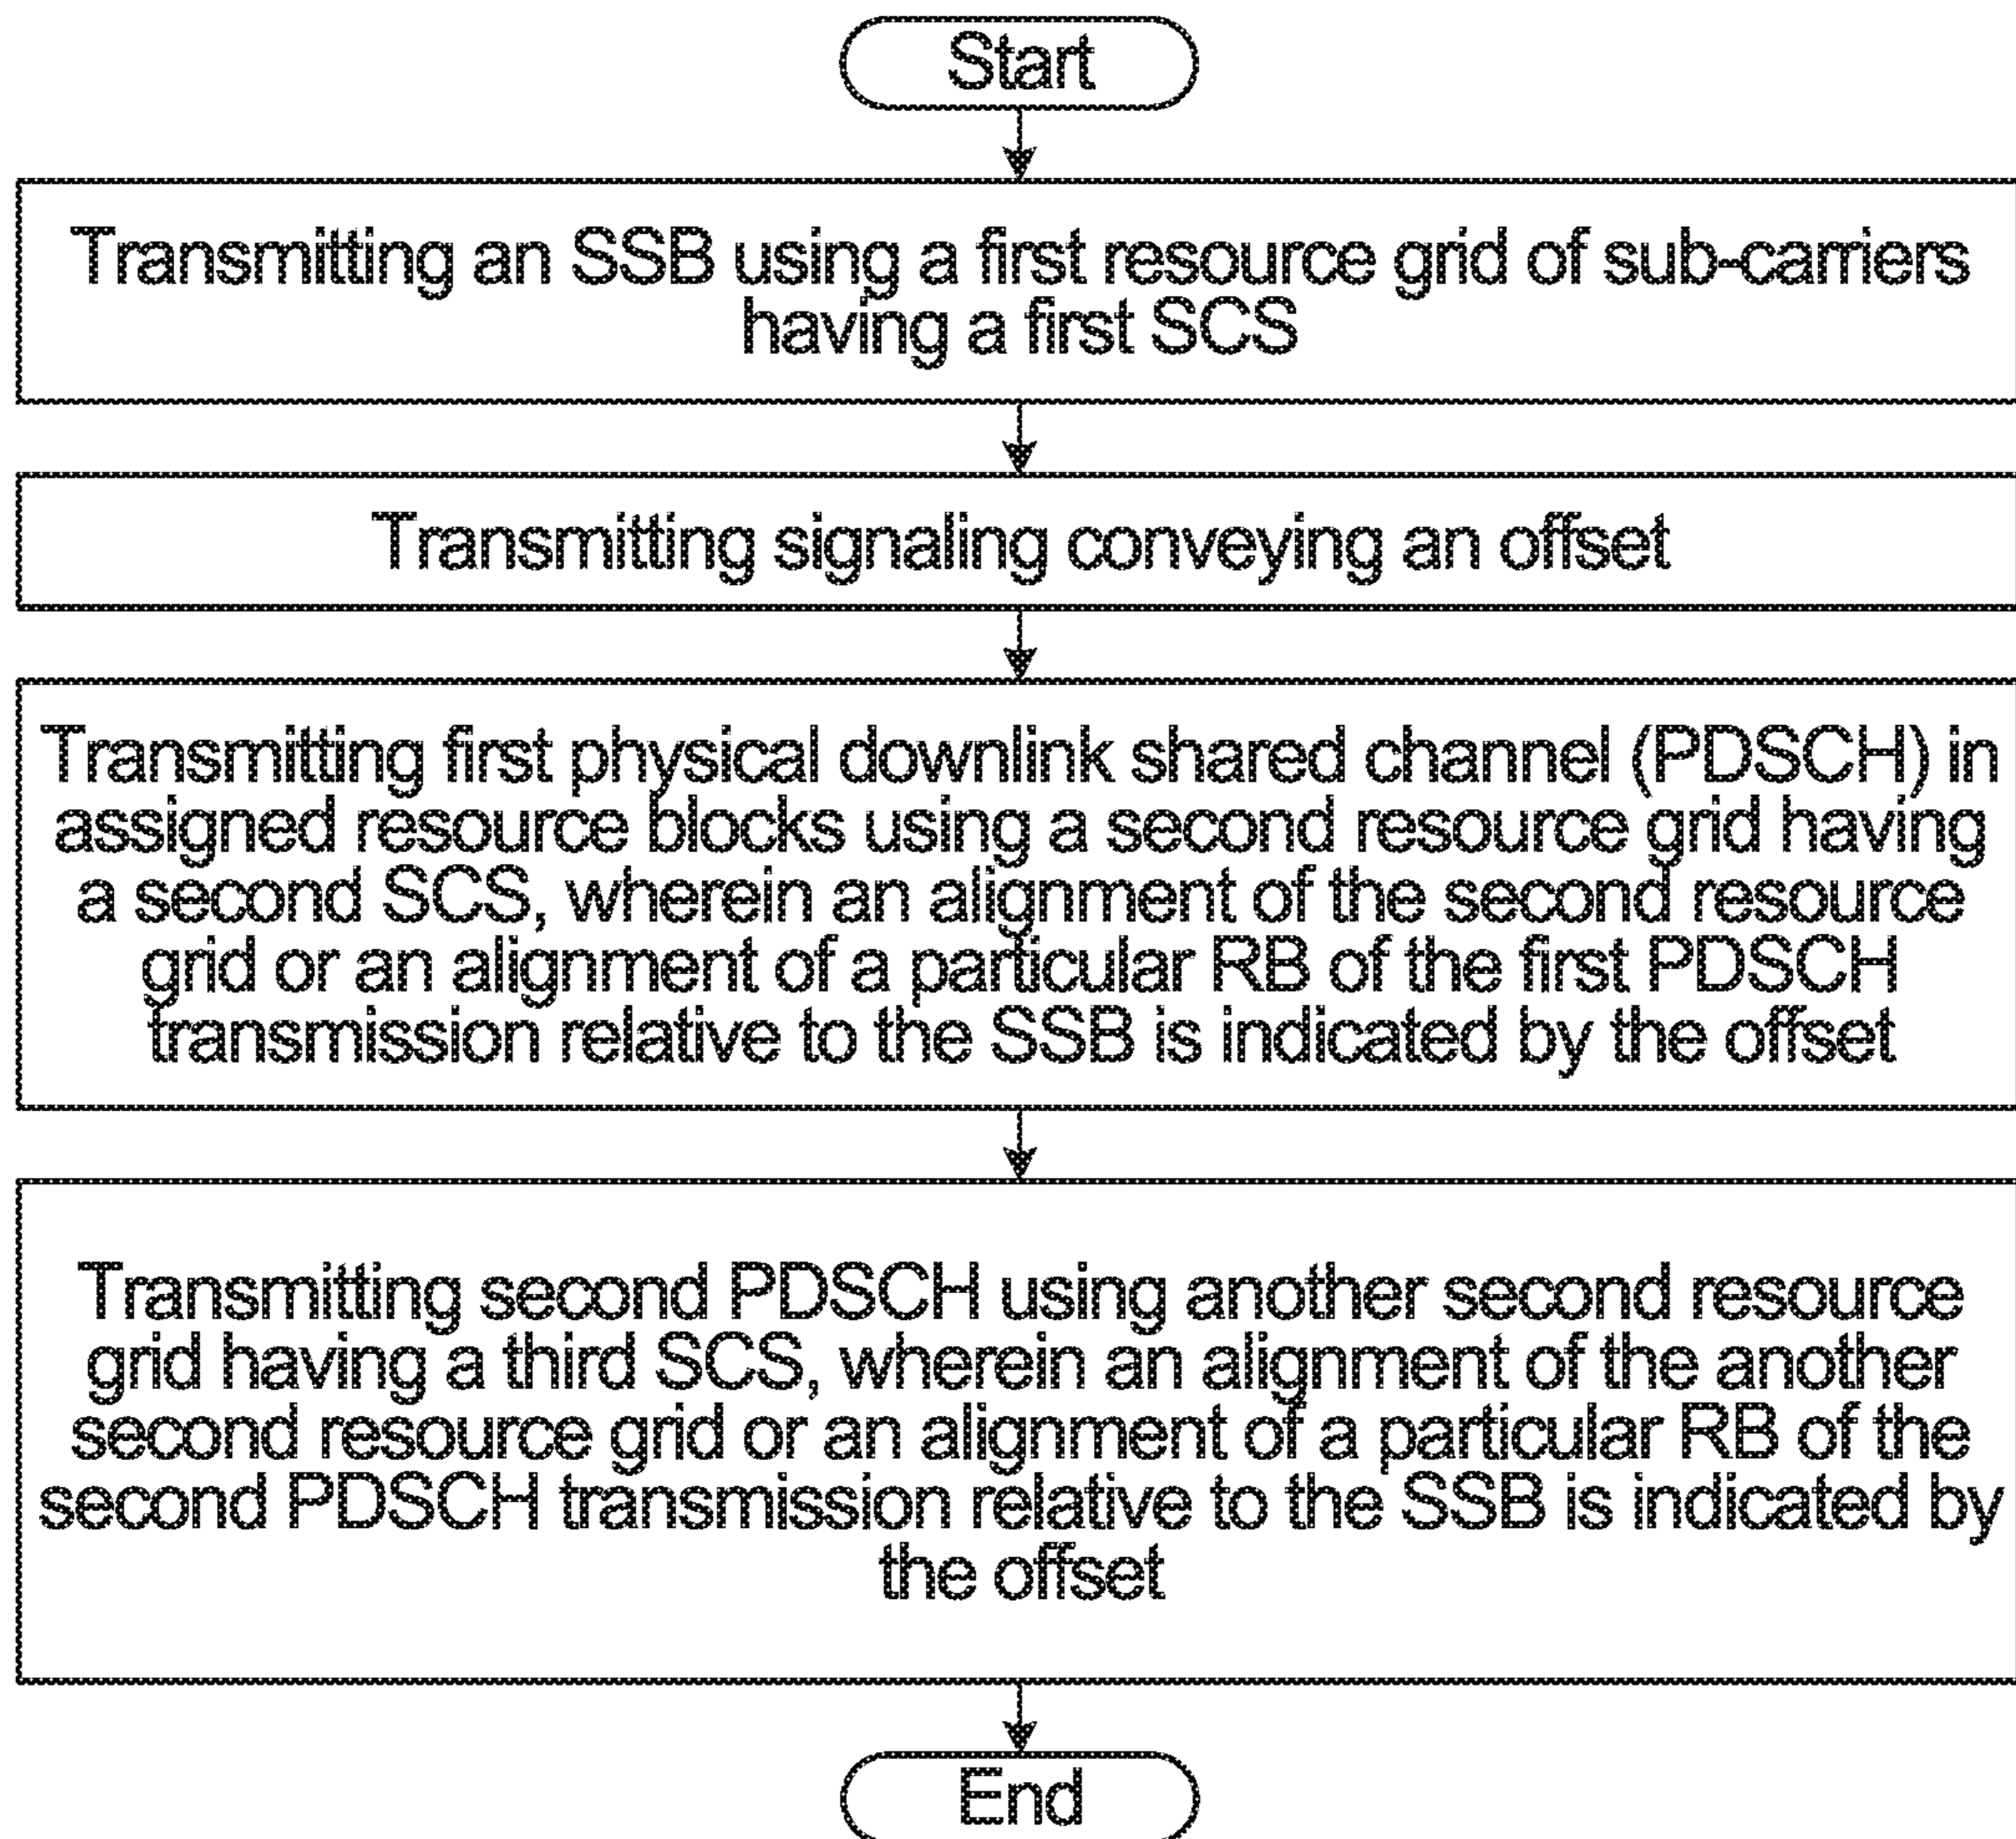 Start
Transmitting an SSB using a first resource grid of sub-carriers
having a first SCS
Transmitting signaling conveying an offset
Transmitting first physical downlink shared channel (PDSCH) in
assigned resource blocks using a second resource grid having
a second SCS, wherein an alignment of the second resource
grid or an alignment of a particular RB of the first PDSCH
transmission relative to the SSB is indicated by the offset
Transmitting second PDSCH using another second resource
grid having a third SCS, wherein an alignment of the another
second resource grid or an alignment of a particular RB of the
second PDSCH transmission relative to the SSB is indicated by
the offset
End